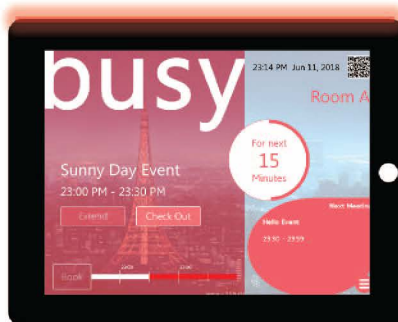 busy
23:14 PM Jun 11, 2018
Room A
For next
15
Minutes
Sunny Day Event
23:00 PM - 23:30 PM
Extend
Check Out
Next Meeting
Hello Event
23:30 - 23:59
Book